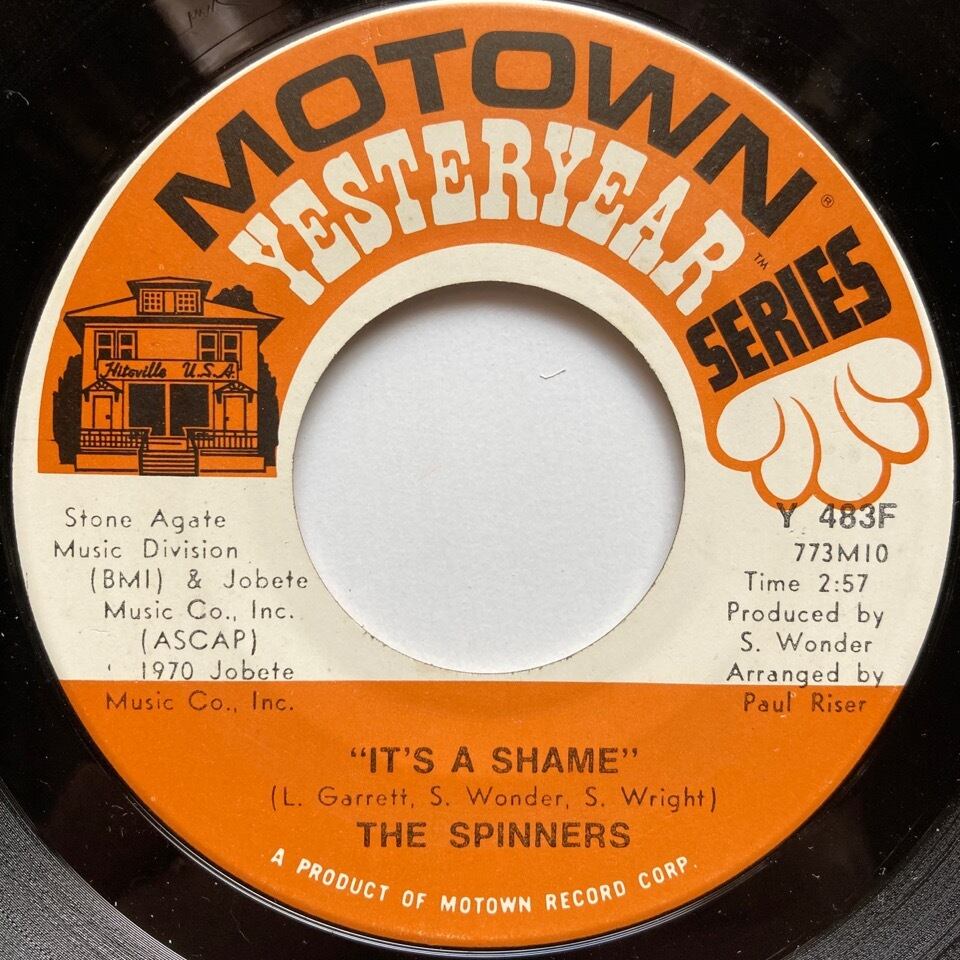 MOTOWN®
YESTERYEAR™
SERIES
Hitsville U.S.A.
Stone Agate
Music Division
(BMI) & Jobete
Music Co., Inc.
(ASCAP)
1970 Jobete
Music Co., Inc.
Y 483F
773M10
Time 2:57
Produced by
S. Wonder
Arranged by
Paul Riser
"IT'S A SHAME"
(L. Garrett, S. Wonder, S. Wright)
THE SPINNERS
A PRODUCT OF MOTOWN RECORD CORP.